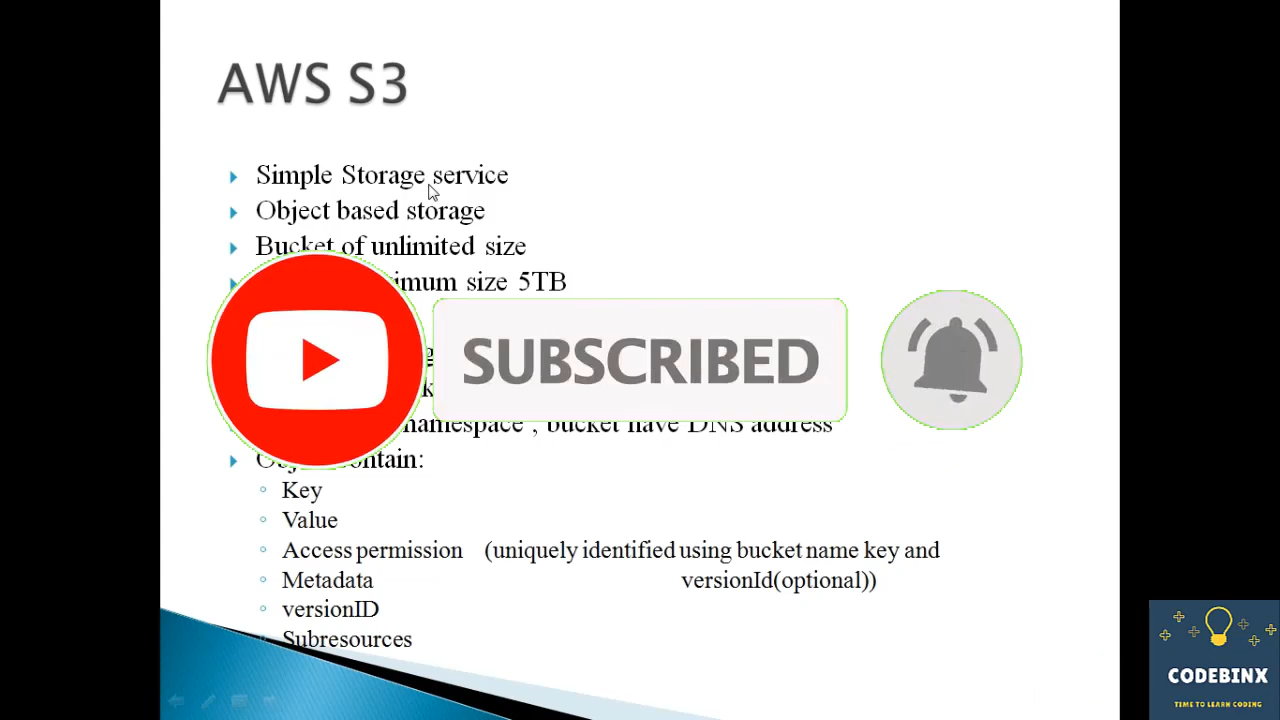 AWS S3
Simple Storage service
Object based storage
Bucket of unlimited size
size 5TB
SUBSCRIBED
namespace , bucket have DNS address
contain:
Key
Value
Access permission (uniquely identified using bucket name key and
Metadata versionId(optional))
versionID
Subresources
CODEBINX
TIME TO LEARN CODING